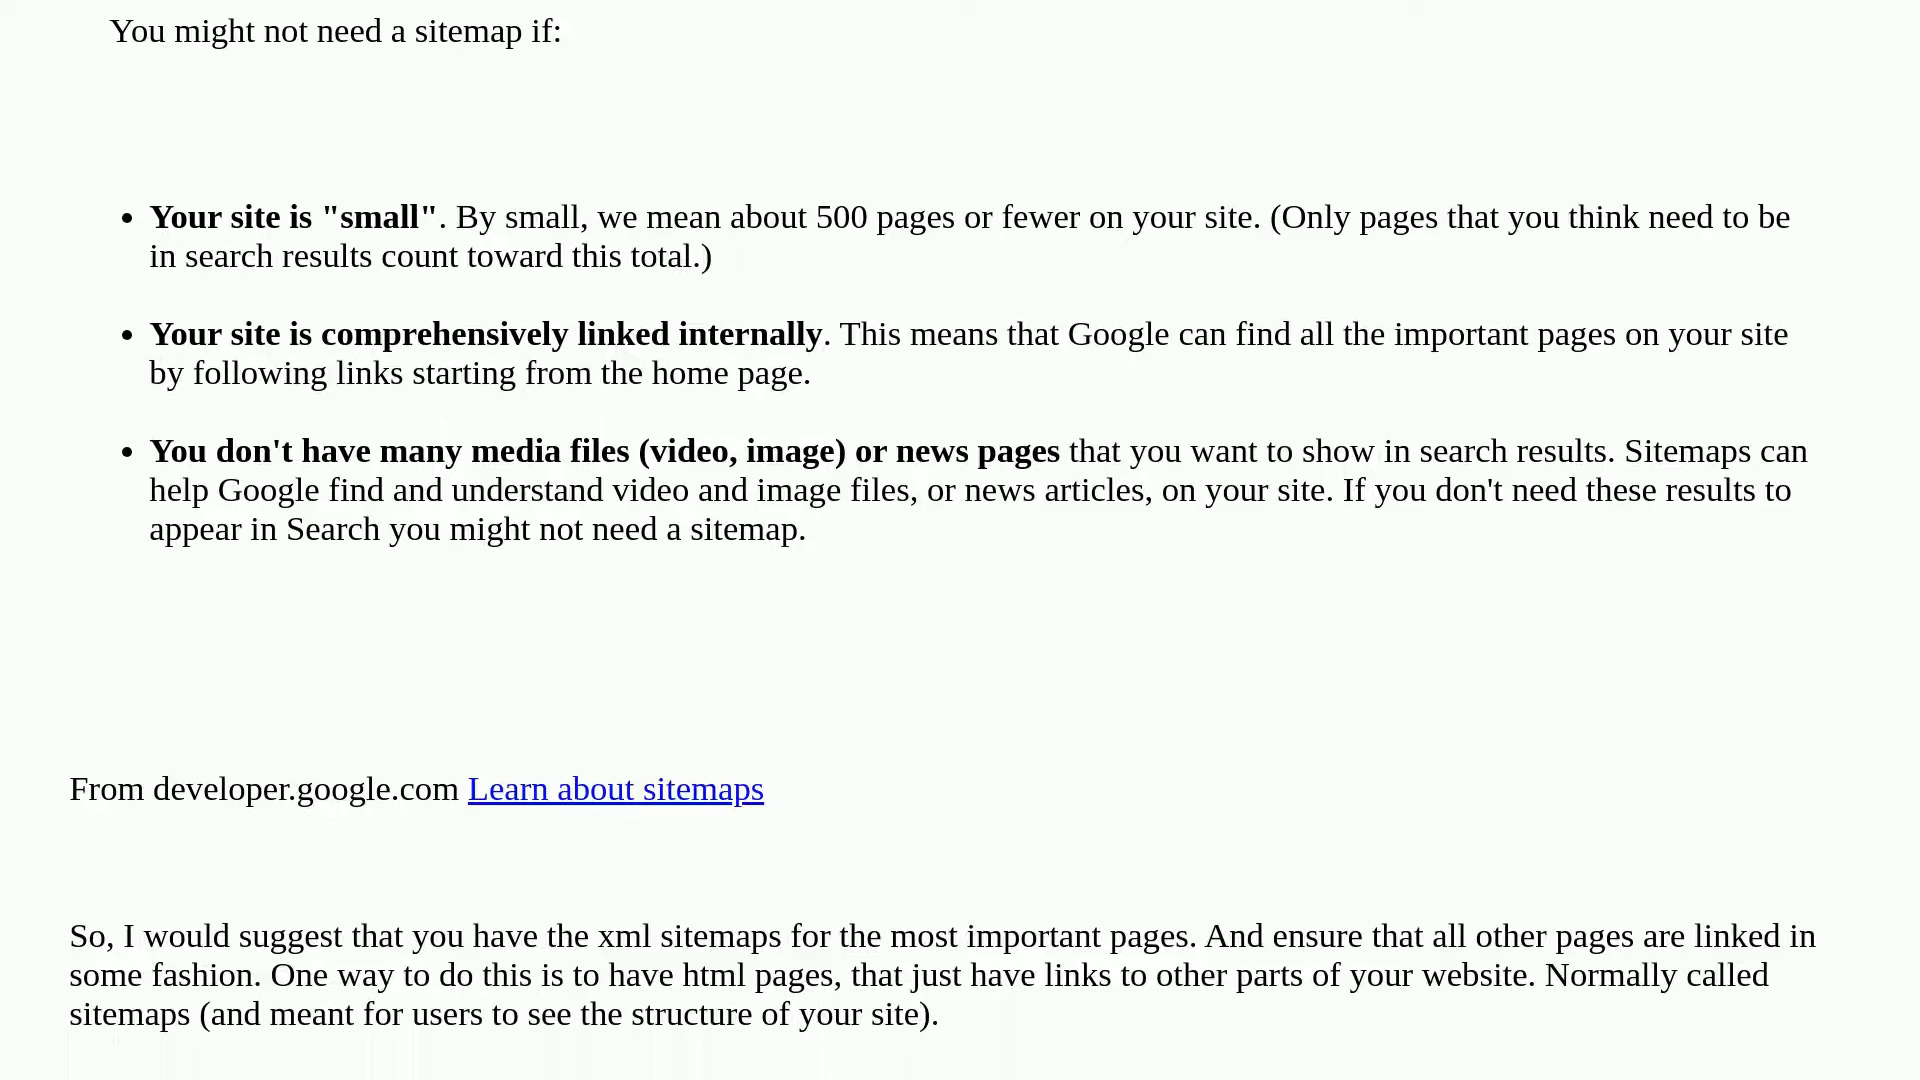 You might not need a sitemap if:
• Your site is "small". By small, we mean about 500 pages or fewer on your site. (Only pages that you think need to be
in search results count toward this total.)
• Your site is comprehensively linked internally. This means that Google can find all the important pages on your site
by following links starting from the home page.
• You don't have many media files (video, image) or news pages that you want to show in search results. Sitemaps can
help Google find and understand video and image files, or news articles, on your site. If you don't need these results to
appear in Search you might not need a sitemap.
From developer.google.com Learn about sitemaps
So, I would suggest that you have the xml sitemaps for the most important pages. And ensure that all other pages are linked in
some fashion. One way to do this is to have html pages, that just have links to other parts of your website. Normally called
sitemaps (and meant for users to see the structure of your site).